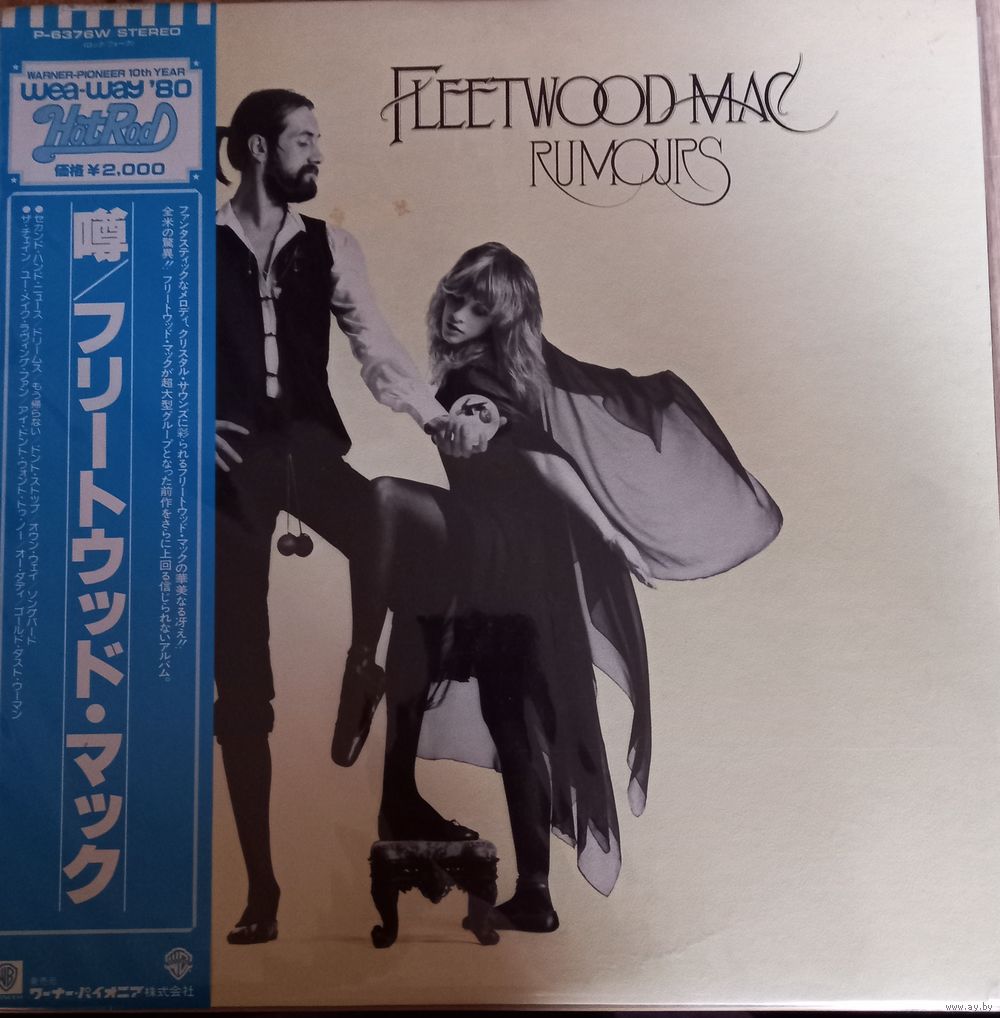 P-6376W STEREO
(ロック・フォーク)
WARNER-PIONEER 10th YEAR
wea-way '80
Hot Rod
価格¥2,000
FLEETWOOD MAC
RUMOURS
ファンタスティックなメロディ、クリスタル・サウンズに彩られるフリートウッド・マックの華美なる冴え!!
全米の驚異!! フリートウッド・マックが超大型グループとなった前作をさらに上回る信じられないアルバム。
噂/フリートウッド・マック
●セカンド・ハンド・ニュース ドリームス もう帰らない ドント・ストップ オウン・ウェイ ソングバード
●ザ・チェイン ユー・メイク・ラヴィング・ファン アイ・ドント・ウォント・トゥ・ノー オー・ダディ ゴールド・ダスト・ウーマン
発売元
ワーナー・パイオニア株式会社
www.ay.by